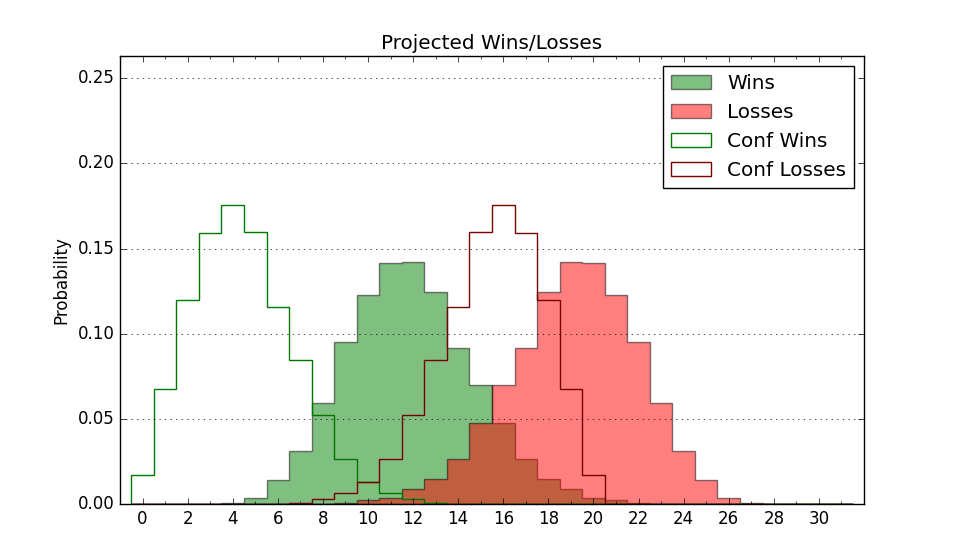 Projected Wins/Losses
0.25
0.20
0.15
0.10
0.05
0.00
Probability
Wins
Losses
Conf Wins
Conf Losses
0 2 4 6 8 10 12 14 16 18 20 22 24 26 28 30